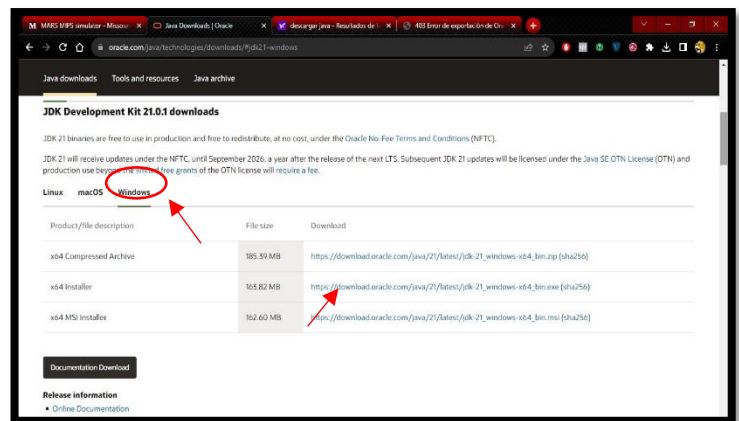 MARS MIPS simulator - Missou
Java Downloads | Oracle
descargar java - Resultados de
403 Error de exportación de Or
oracle.com/java/technologies/downloads/#jdk21-windows
Java downloads Tools and resources Java archive
JDK Development Kit 21.0.1 downloads
JDK 21 binaries are free to use in production and free to redistribute, at no cost, under the Oracle No-Fee Terms and Conditions (NFTC).
JDK 21 will receive updates under the NFTC, until September 2026, a year after the release of the next LTS. Subsequent JDK 21 updates will be licensed under the Java SE OTN License (OTN) and
production use beyond the limited free grants of the OTN license will require a fee.
Linux macOS Windows
Product/file description File size Download
x64 Compressed Archive 185.39 MB https://download.oracle.com/java/21/latest/jdk-21_windows-x64_bin.zip (sha256)
x64 Installer 163.82 MB https://download.oracle.com/java/21/latest/jdk-21_windows-x64_bin.exe (sha256)
x64 MSI Installer 162.60 MB https://download.oracle.com/java/21/latest/jdk-21_windows-x64_bin.msi (sha256)
Documentation Download
Release information
• Online Documentation